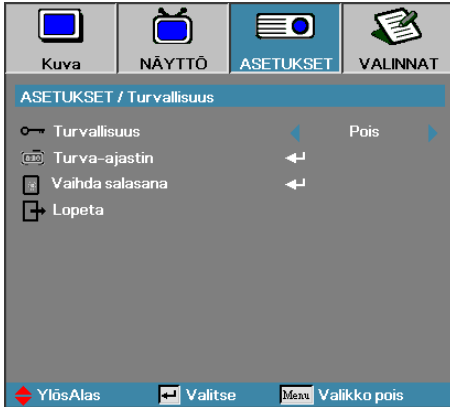 Kuva NÄYTTÖ ASETUKSET VALINNAT
ASETUKSET / Turvallisuus
Turvallisuus Pois
Turva-ajastin
Vaihda salasana
Lopeta
YlösAlas Valitse Menu Valikko pois